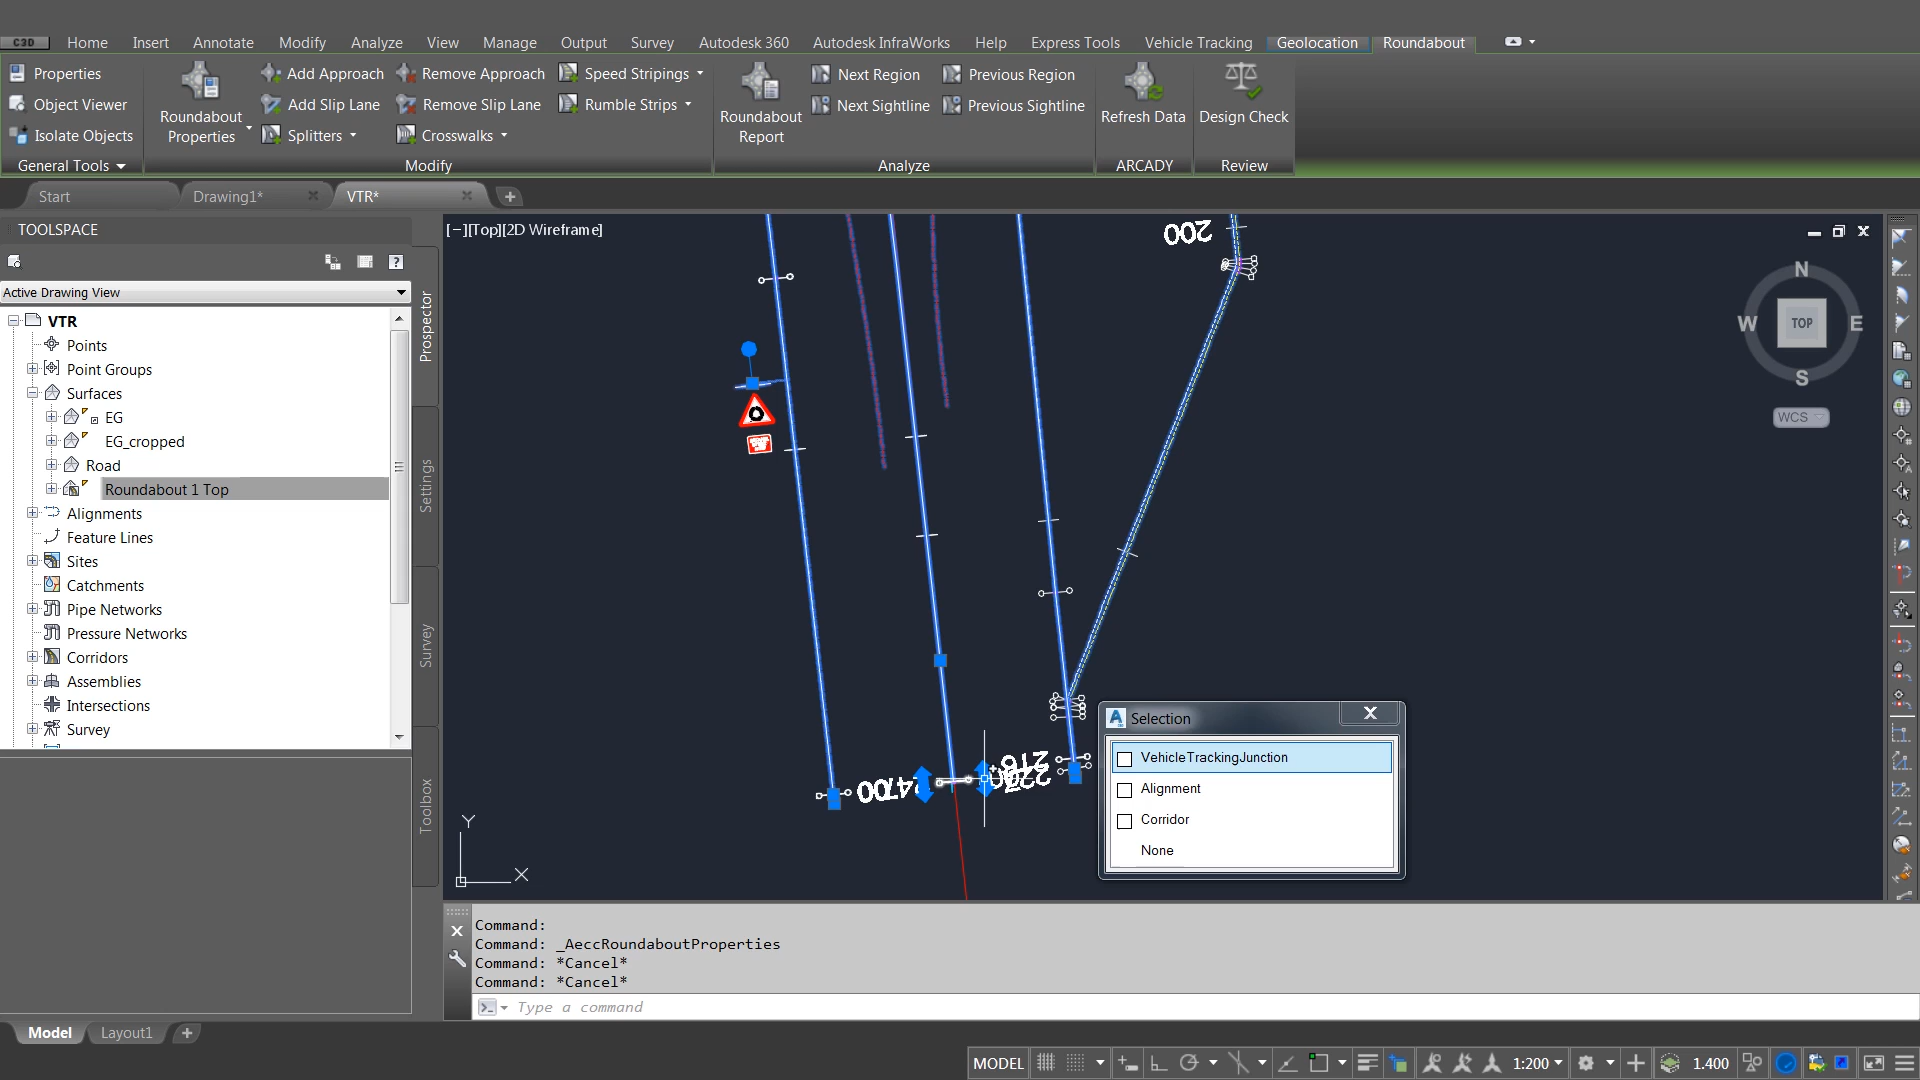 C3D Home Insert Annotate Modify Analyze View Manage Output Survey Autodesk 360 Autodesk InfraWorks Help Express Tools Vehicle Tracking Geolocation Roundabout
Properties
Object Viewer
Isolate Objects
General Tools
Roundabout
Properties
Add Approach
Add Slip Lane
Splitters
Remove Approach
Remove Slip Lane
Crosswalks
Speed Stripings
Rumble Strips
Modify
Roundabout
Report
Next Region
Next Sightline
Previous Region
Previous Sightline
Analyze
Refresh Data
ARCADY
Design Check
Review
Start Drawing1* VTR*
TOOLSPACE
Active Drawing View
VTR
Points
Point Groups
Surfaces
EG
EG_cropped
Road
Roundabout 1 Top
Alignments
Feature Lines
Sites
Catchments
Pipe Networks
Pressure Networks
Corridors
Assemblies
Intersections
Survey
Prospector
Settings
Survey
Toolbox
[−][Top][2D Wireframe]
200
N
W TOP E
S
WCS
Y
X
Selection
VehicleTrackingJunction
Alignment
Corridor
None
Command:
Command: _AeccRoundaboutProperties
Command: *Cancel*
Command: *Cancel*
Type a command
Model Layout1
MODEL 1:200 1.400